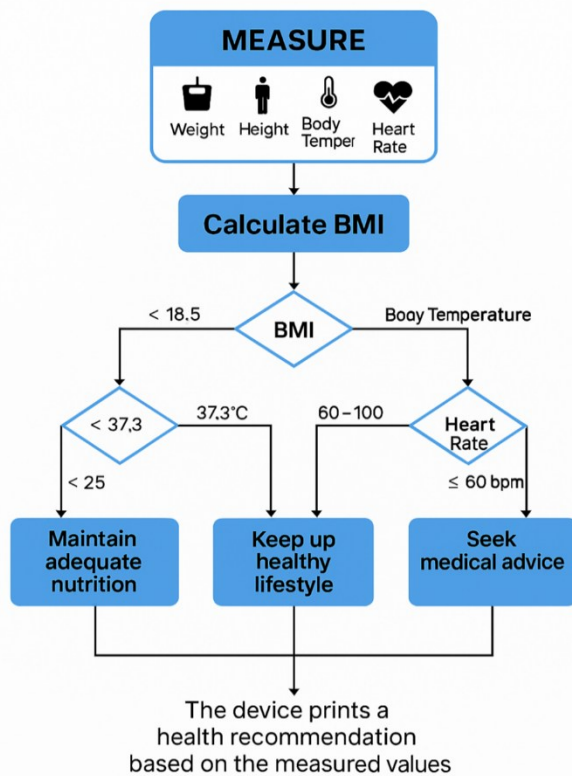 MEASURE
Weight
Height
Body
Temper
Heart
Rate
Calculate BMI
< 18.5
BMI
Boay Temperature
< 37,3
37,3°C
60–100
Heart
Rate
< 25
≤ 60 bpm
Maintain
adequate
nutrition
Keep up
healthy
lifestyle
Seek
medical advice
The device prints a
health recommendation
based on the measured values